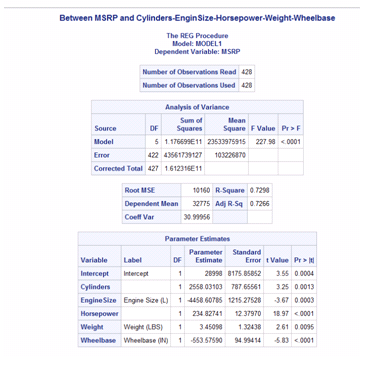 Between MSRP and Cylinders-EnginSize-Horsepower-Weight-Wheelbase
The REG Procedure
Model: MODEL1
Dependent Variable: MSRP
Number of Observations Read 428
Number of Observations Used 428
Analysis of Variance
Source DF Sum of Squares Mean Square F Value Pr > F
Model 5 1.176699E11 23533975915 227.98 <.0001
Error 422 43561739127 103226870
Corrected Total 427 1.612316E11
Root MSE 10160 R-Square 0.7298
Dependent Mean 32775 Adj R-Sq 0.7266
Coeff Var 30.99956
Parameter Estimates
Variable Label DF Parameter Estimate Standard Error t Value Pr > |t|
Intercept Intercept 1 28998 8175.85852 3.55 0.0004
Cylinders 1 2558.03103 787.65561 3.25 0.0013
EngineSize Engine Size (L) 1 -4458.60785 1215.27528 -3.67 0.0003
Horsepower 1 234.82741 12.37970 18.97 <.0001
Weight Weight (LBS) 1 3.45098 1.32438 2.61 0.0095
Wheelbase Wheelbase (IN) 1 -553.57590 94.99414 -5.83 <.0001